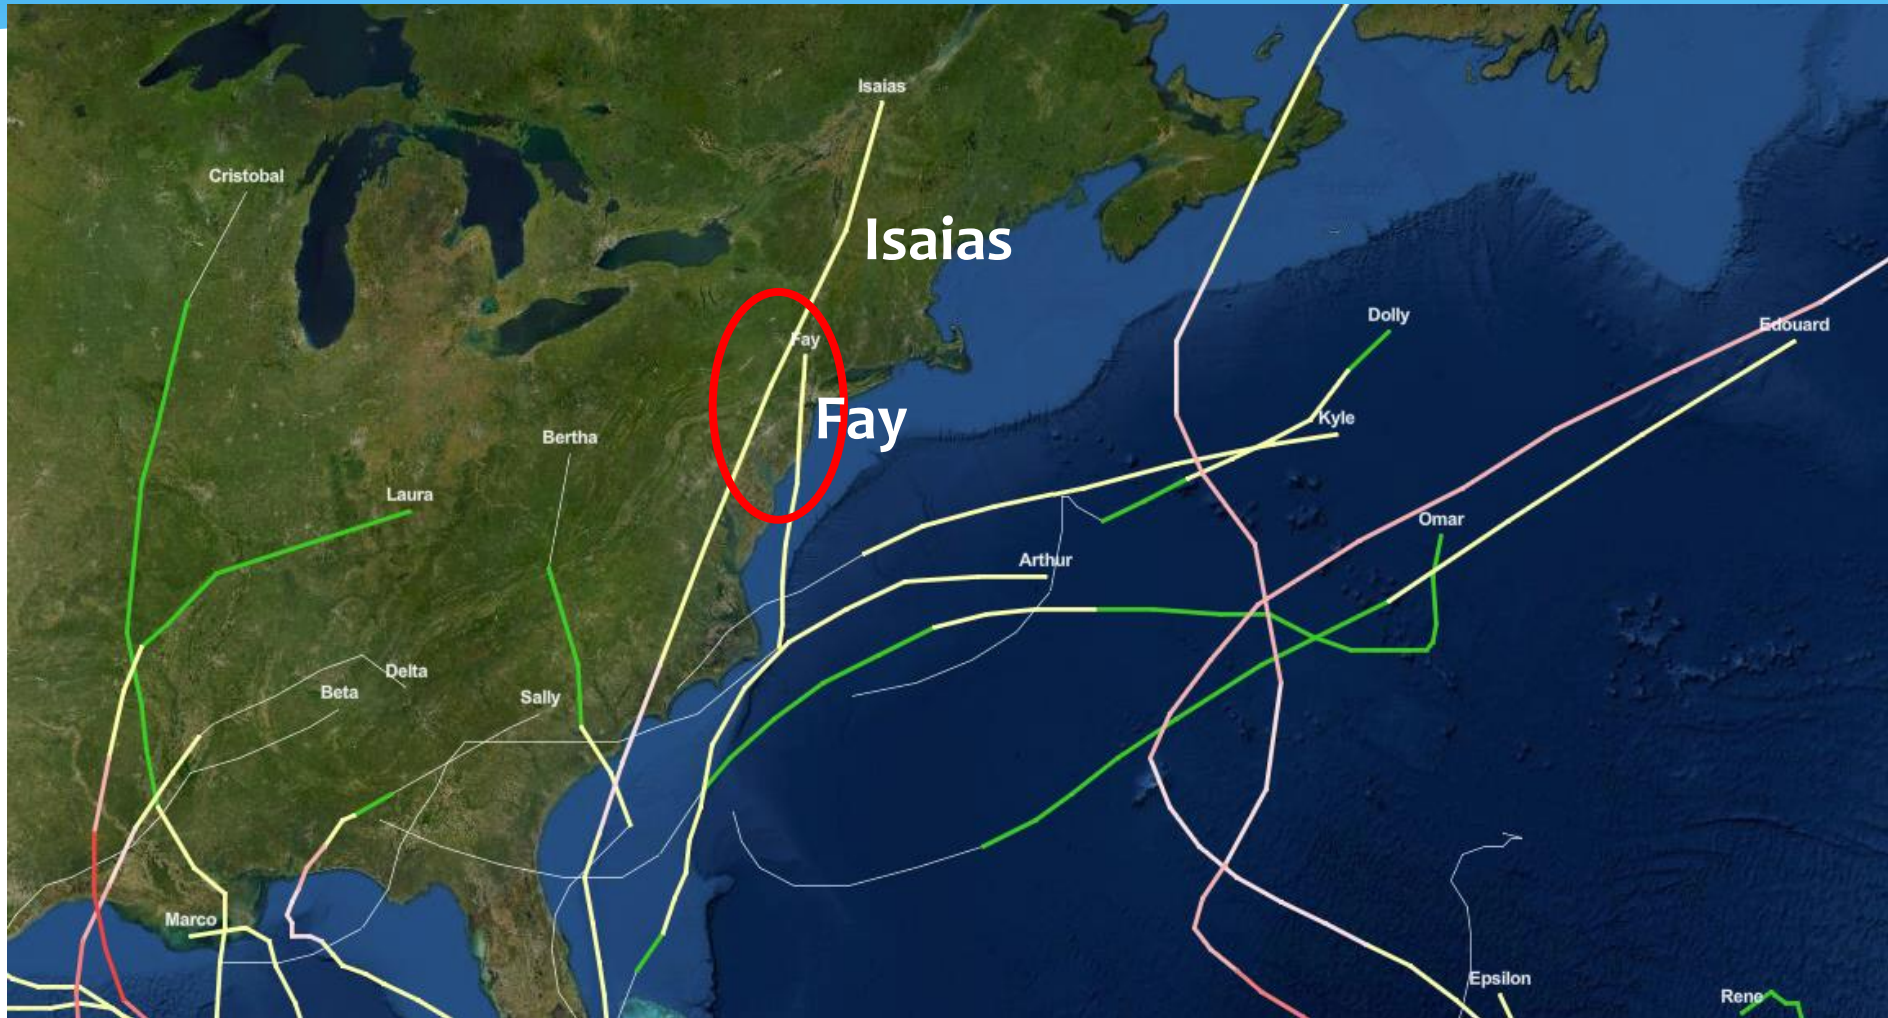 Isaias
Cristobal
Isaias
Dolly
Edouard
Fay
Fay
Kyle
Bertha
Laura
Omar
Arthur
Delta
Beta
Sally
Marco
Epsilon
Rene